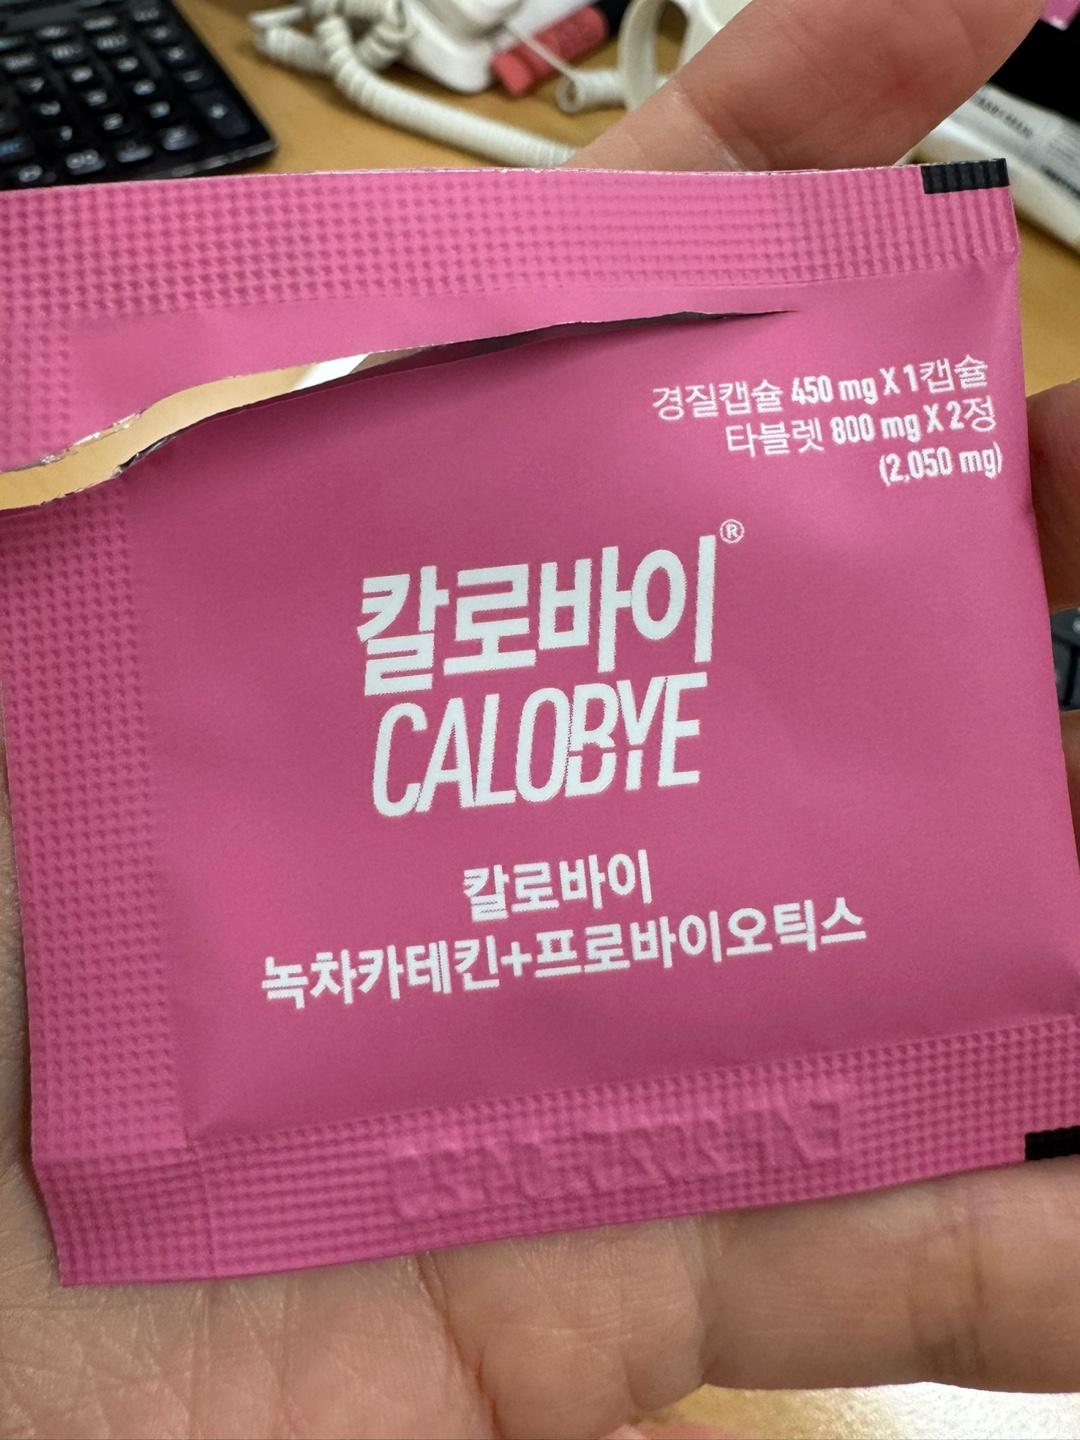 경질캡슐 450 mg X 1캡슐
타블렛 800 mg X 2정
(2,050 mg)
칼로바이®
CALOBYE
칼로바이
녹차카테킨+프로바이오틱스